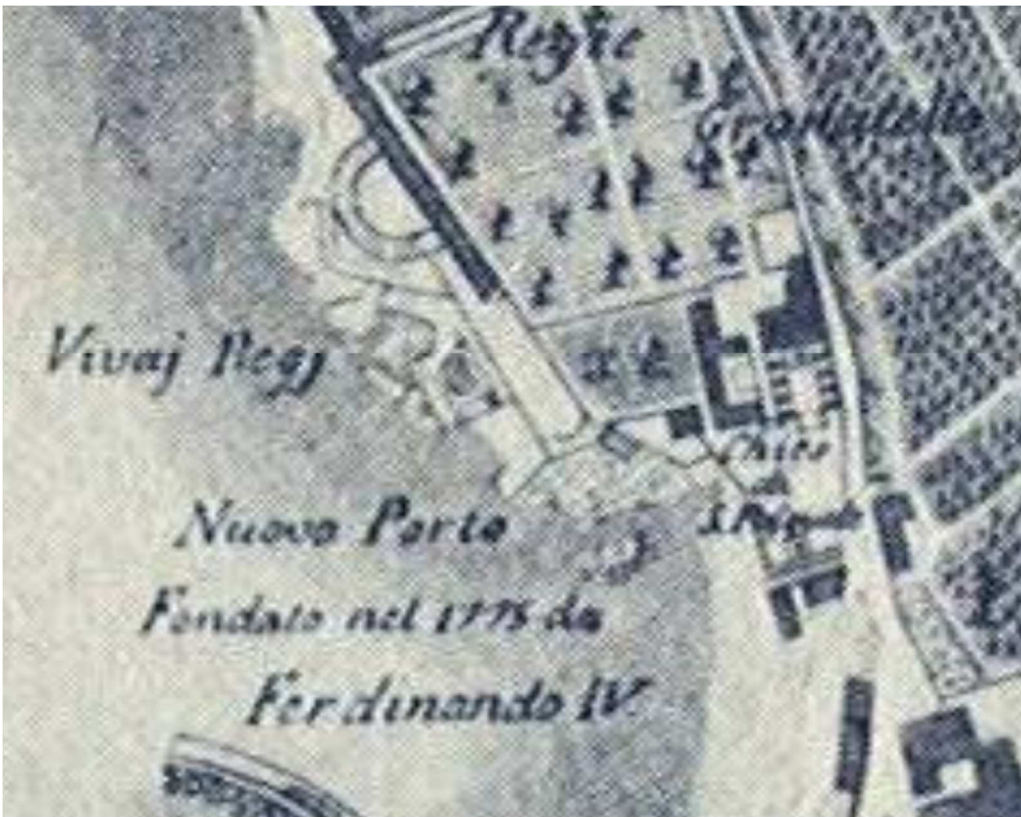 Regie
Granatello
Vivaj Regj
Nuovo Porto
Fondato nel 1775 da
Ferdinando IV